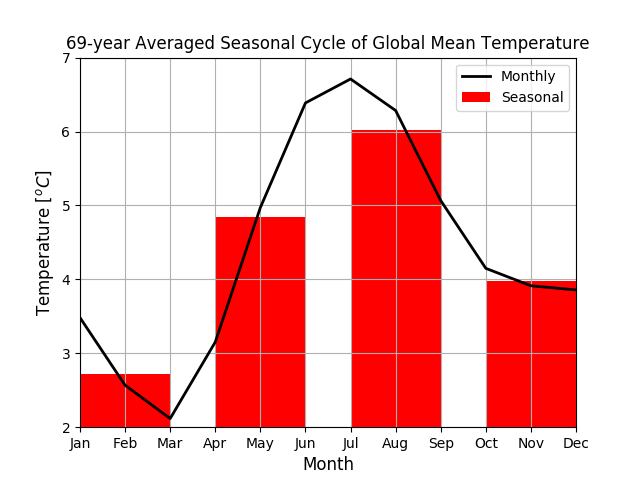 69-year Averaged Seasonal Cycle of Global Mean Temperature
Monthly
Seasonal
Temperature [°C]
7
6
5
4
3
2
Jan Feb Mar Apr May Jun Jul Aug Sep Oct Nov Dec
Month